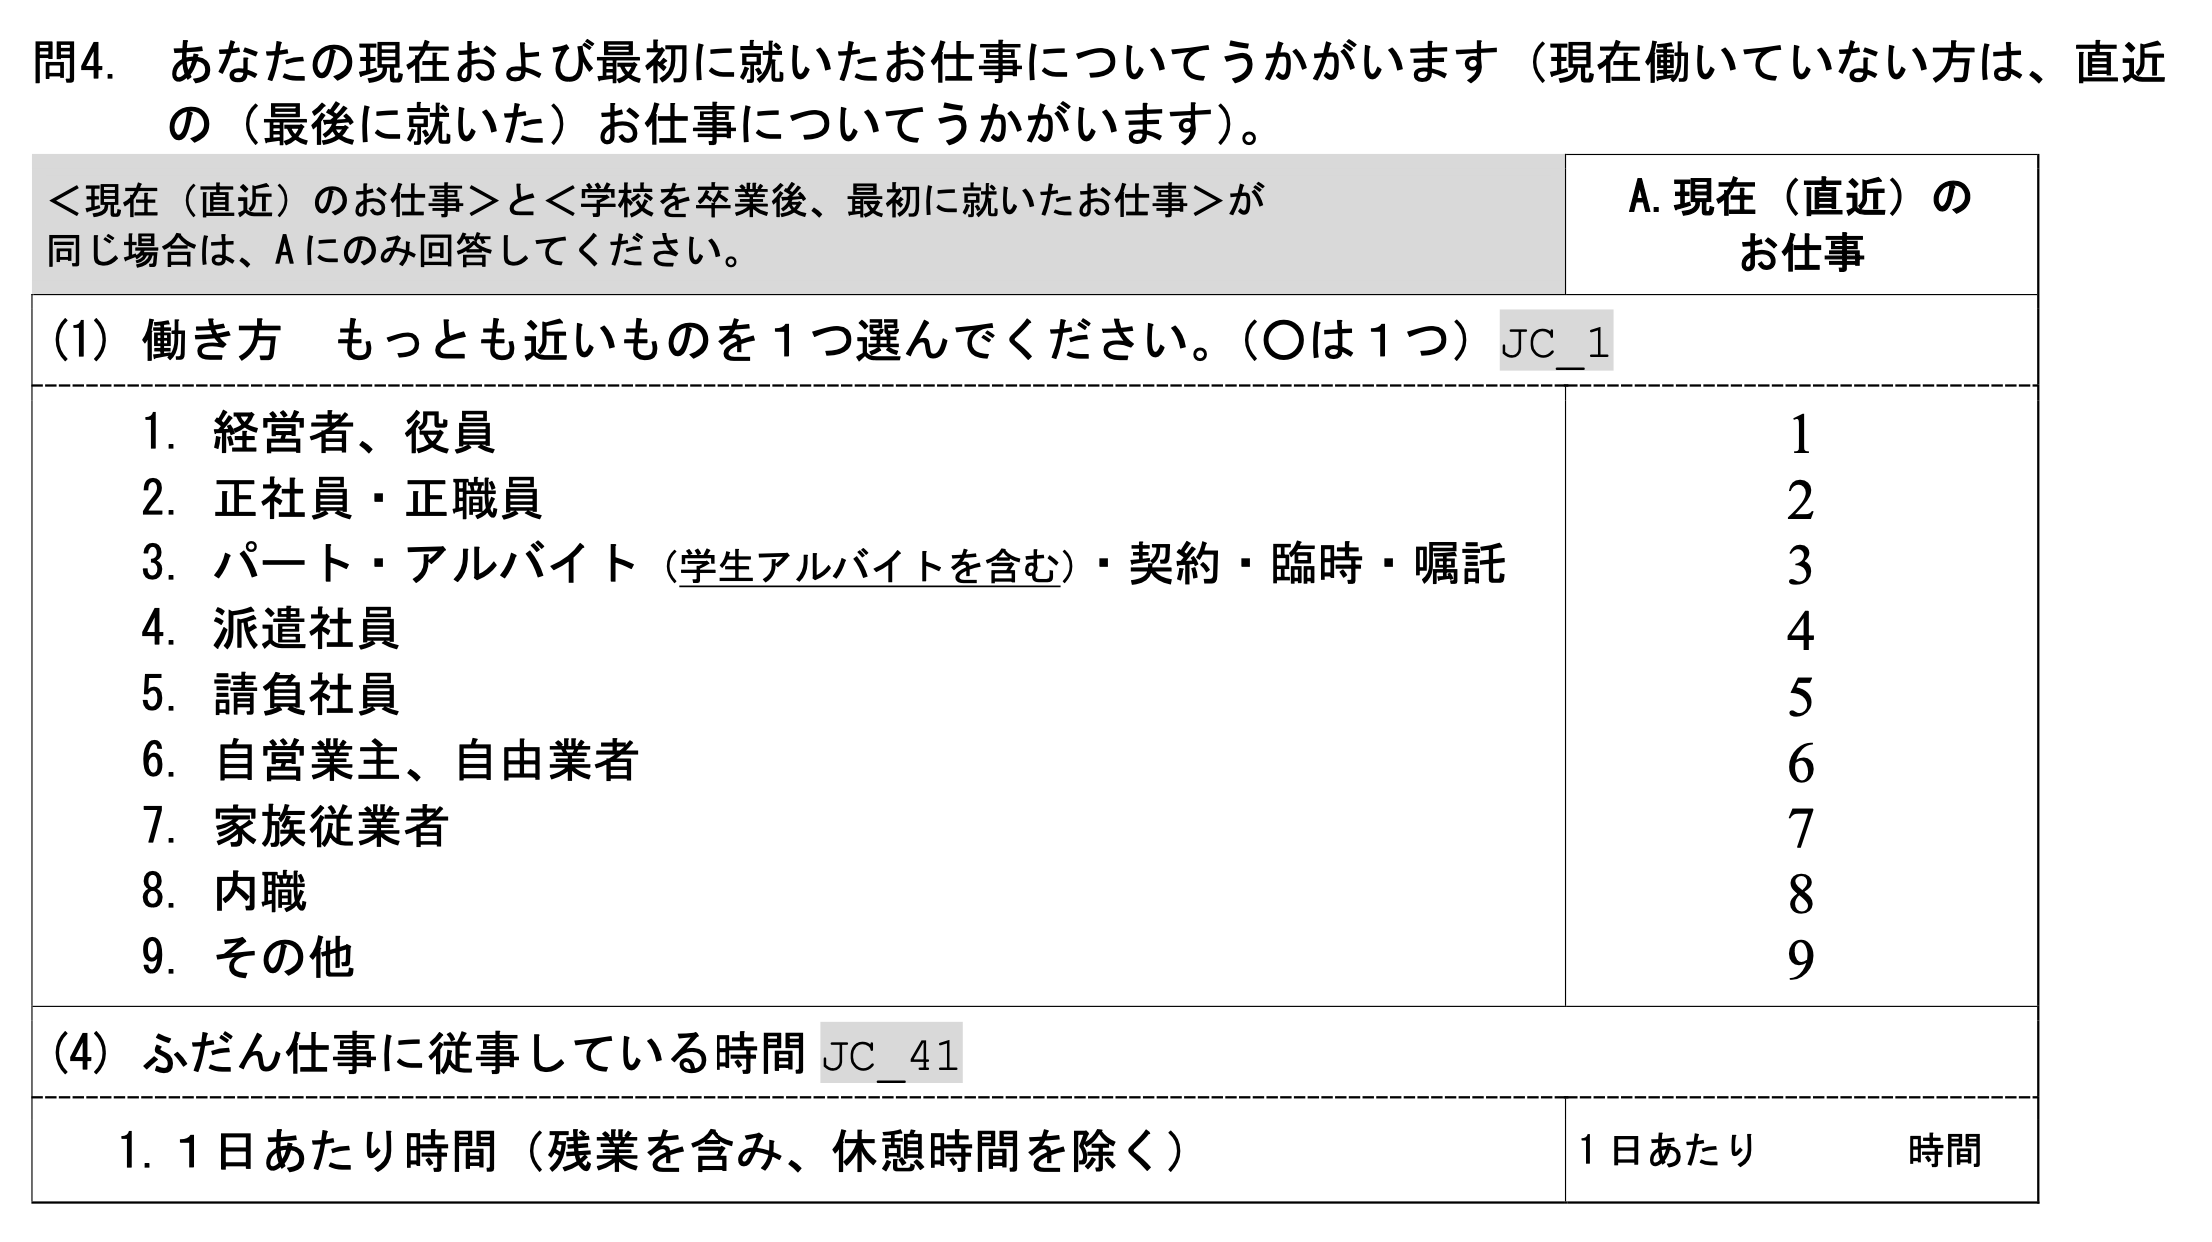 問4. あなたの現在および最初に就いたお仕事についてうかがいます（現在働いていない方は、直近
の（最後に就いた）お仕事についてうかがいます）。
＜現在（直近）のお仕事＞と＜学校を卒業後、最初に就いたお仕事＞が
同じ場合は、Aにのみ回答してください。
A.現在（直近）の
お仕事
(1) 働き方　もっとも近いものを１つ選んでください。（〇は１つ）JC_1
1. 経営者、役員 1
2. 正社員・正職員 2
3. パート・アルバイト（学生アルバイトを含む）・契約・臨時・嘱託 3
4. 派遣社員 4
5. 請負社員 5
6. 自営業主、自由業者 6
7. 家族従業者 7
8. 内職 8
9. その他 9
(4) ふだん仕事に従事している時間 JC_41
1.１日あたり時間（残業を含み、休憩時間を除く） 1日あたり　　　　時間